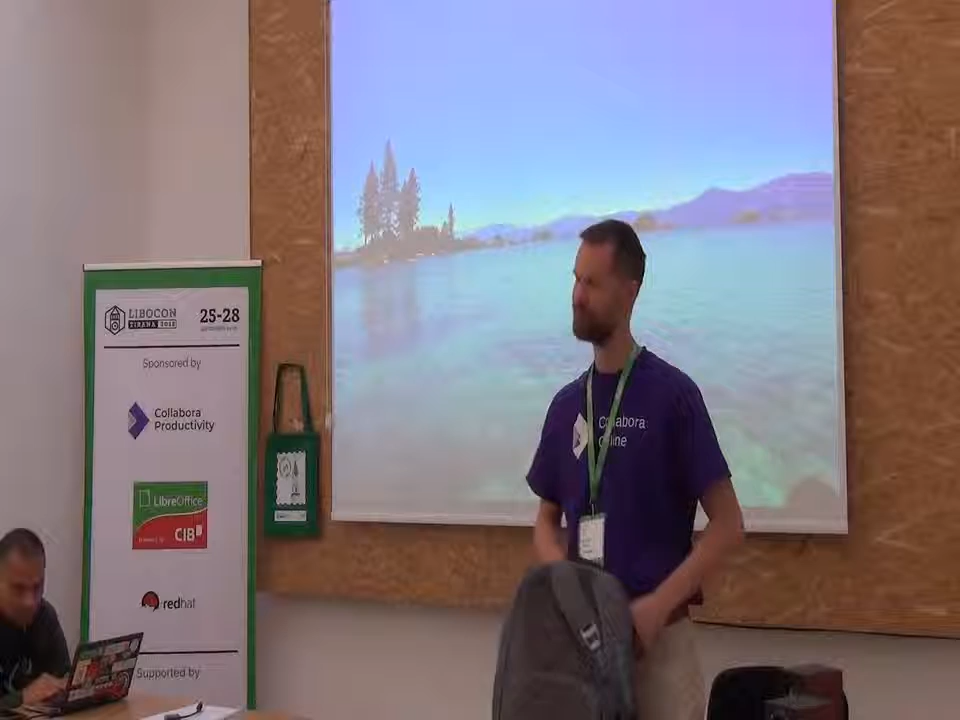 LIBOCON
TIRANA 2018
25-28
Sponsored by
Collabora
Productivity
LibreOffice
CIB
redhat
Supported by
Collabora
Online